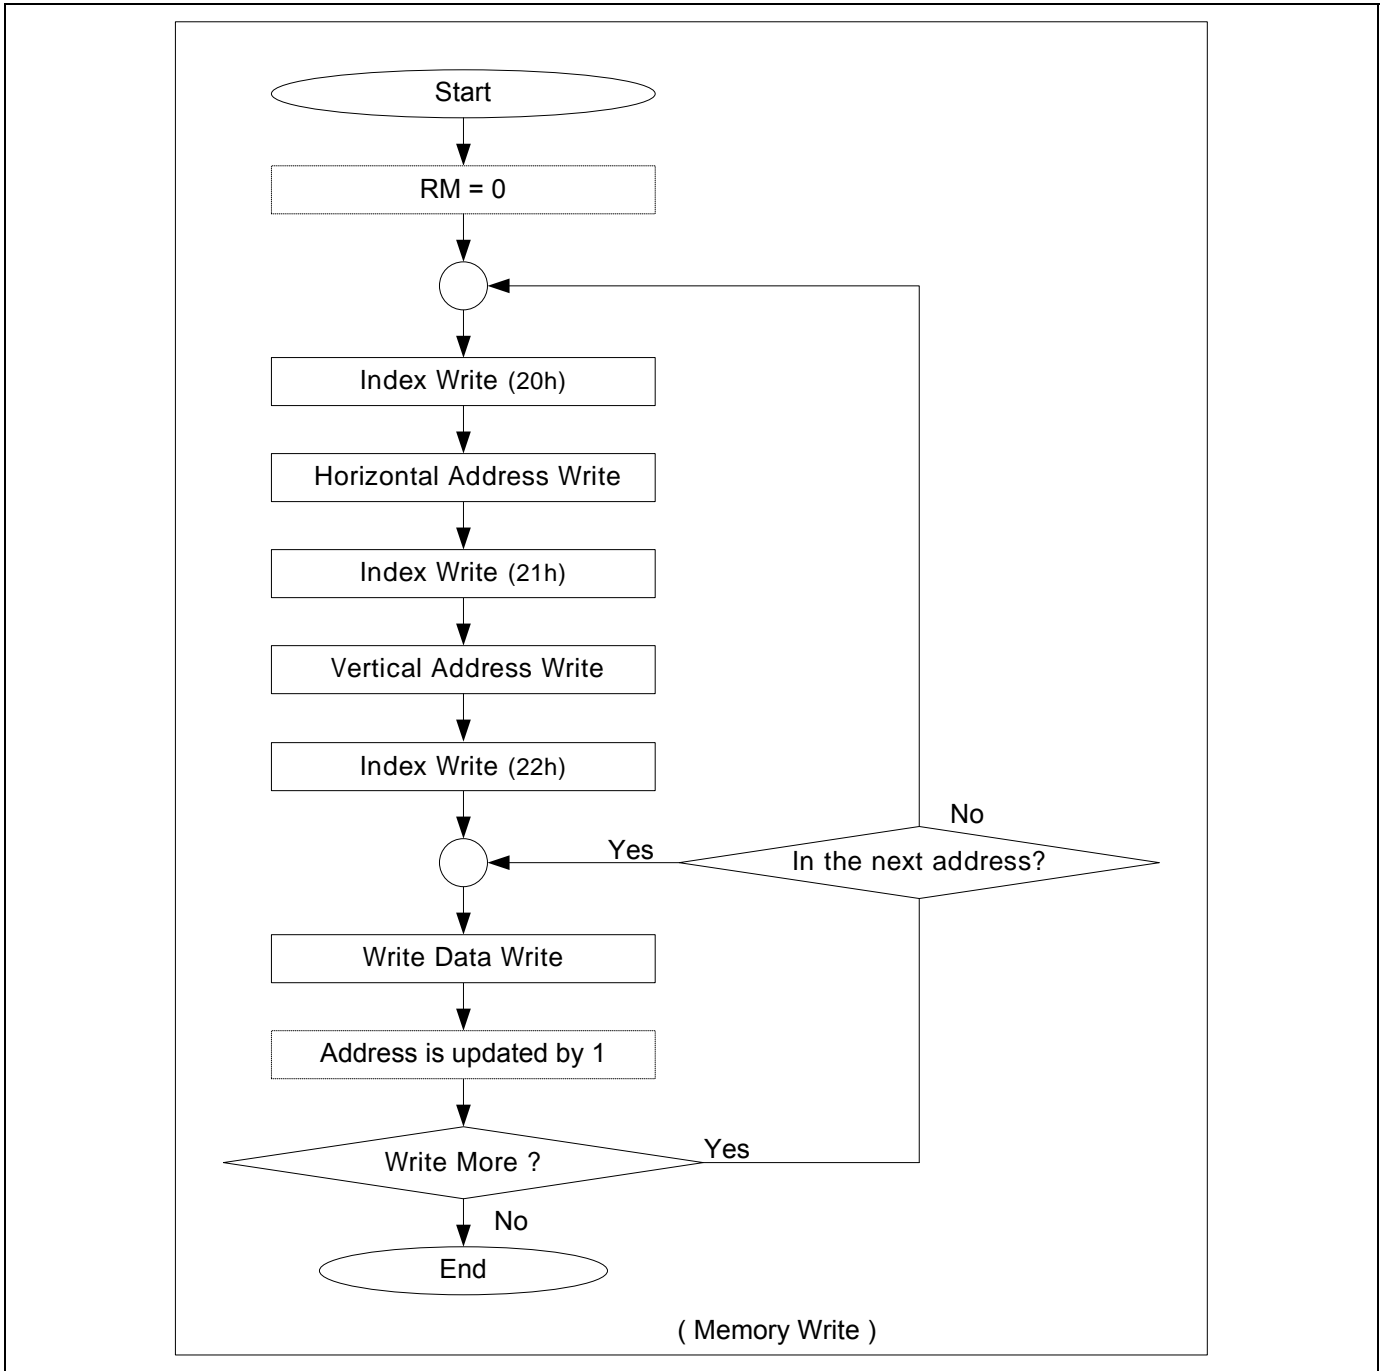 Start
RM = 0
Index Write (20h)
Horizontal Address Write
Index Write (21h)
Vertical Address Write
Index Write (22h)
No
Yes
In the next address?
Write Data Write
Address is updated by 1
Write More ?
Yes
No
End
( Memory Write )